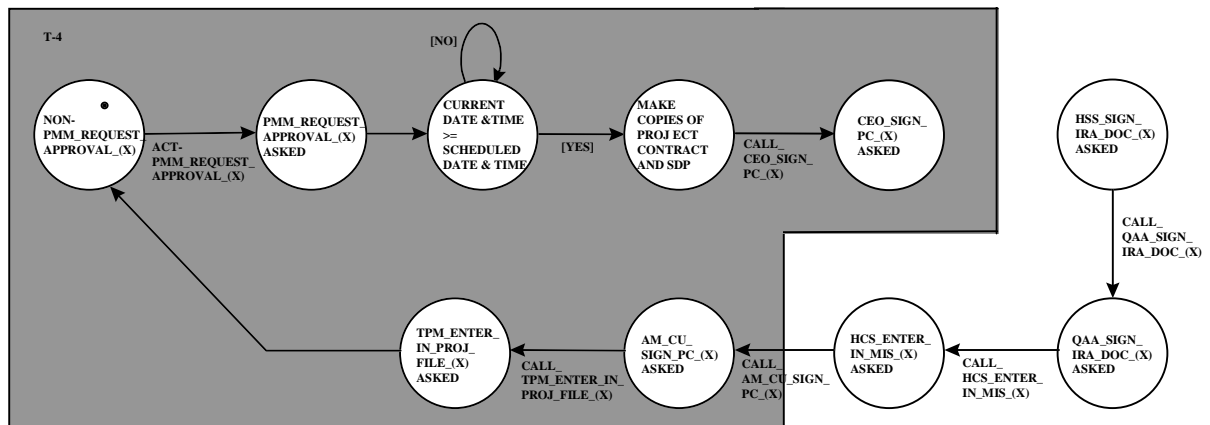 T-4
[NO]
NON-
PMM_REQUEST_
APPROVAL_(X)
ACT-
PMM_REQUEST_
APPROVAL_(X)
PMM_REQUEST_
APPROVAL_(X)
ASKED
CURRENT
DATE &TIME
>=
SCHEDULED
DATE & TIME
[YES]
MAKE
COPIES OF
PROJ ECT
CONTRACT
AND SDP
CALL_
CEO_SIGN_
PC_(X)
CEO_SIGN_
PC_(X)
ASKED
HSS_SIGN_
IRA_DOC_(X)
ASKED
CALL_
QAA_SIGN_
IRA_DOC_(X)
TPM_ENTER_
IN_PROJ_
FILE_(X)
ASKED
CALL_
TPM_ENTER_IN_
PROJ_FILE_(X)
AM_CU_
SIGN_PC_(X)
ASKED
CALL_
AM_CU_SIGN_
PC_(X)
HCS_ENTER_
IN_MIS_(X)
ASKED
CALL_
HCS_ENTER_
IN_MIS_(X)
QAA_SIGN_
IRA_DOC_(X)
ASKED